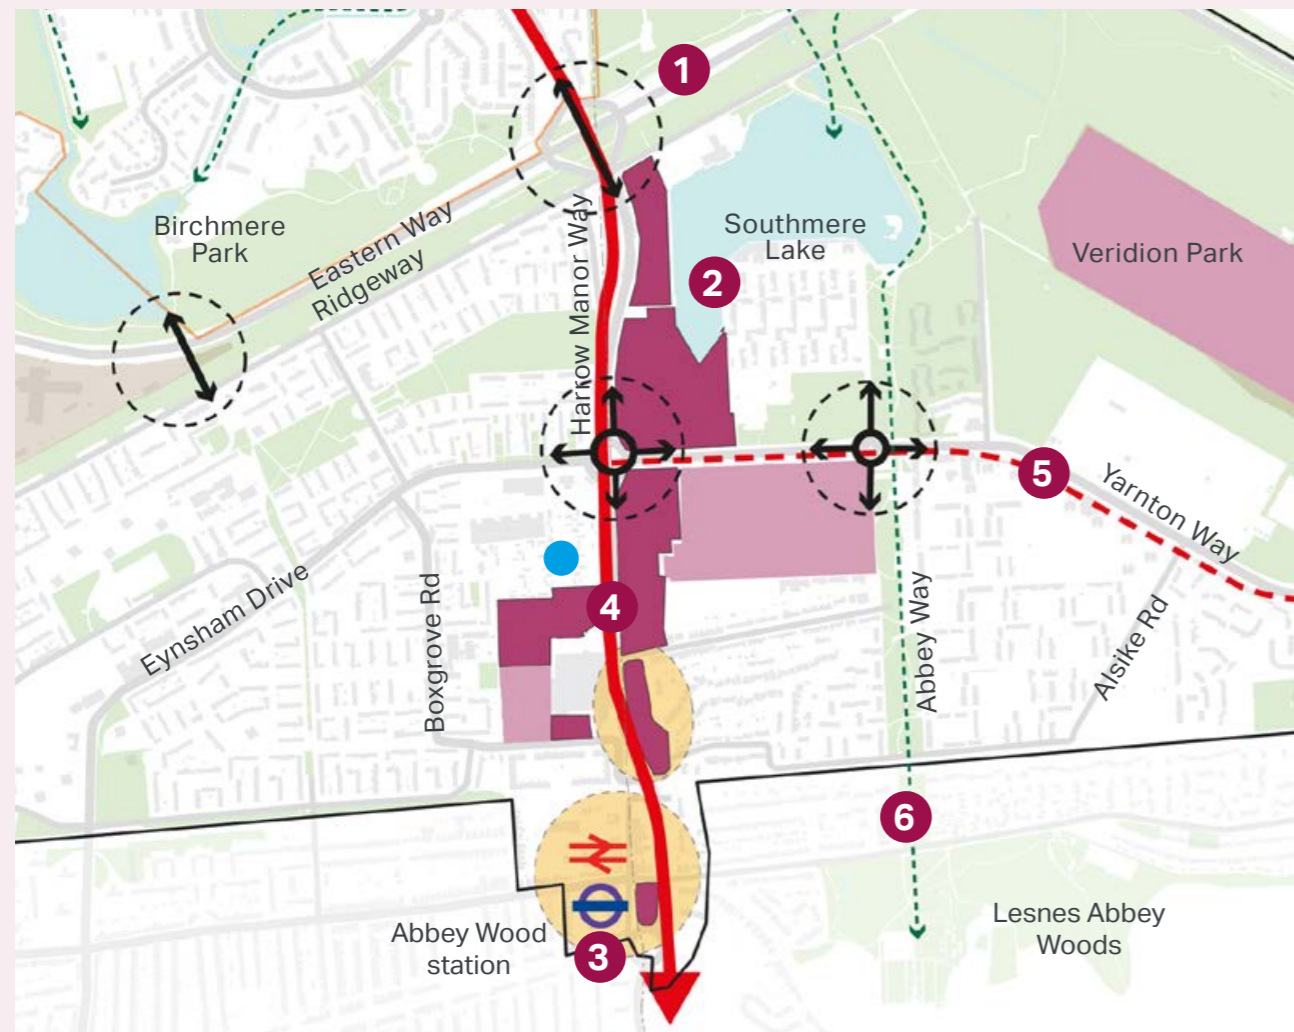 1
Birchmere
Park
Eastern Way
Ridgeway
Harrow Manor Way
Southmere
Lake
2
Veridion Park
5
Yarnton Way
4
Eynsham Drive
Boxgrove Rd
Abbey Way
Alsike Rd
6
Abbey Wood
station
3
Lesnes Abbey
Woods